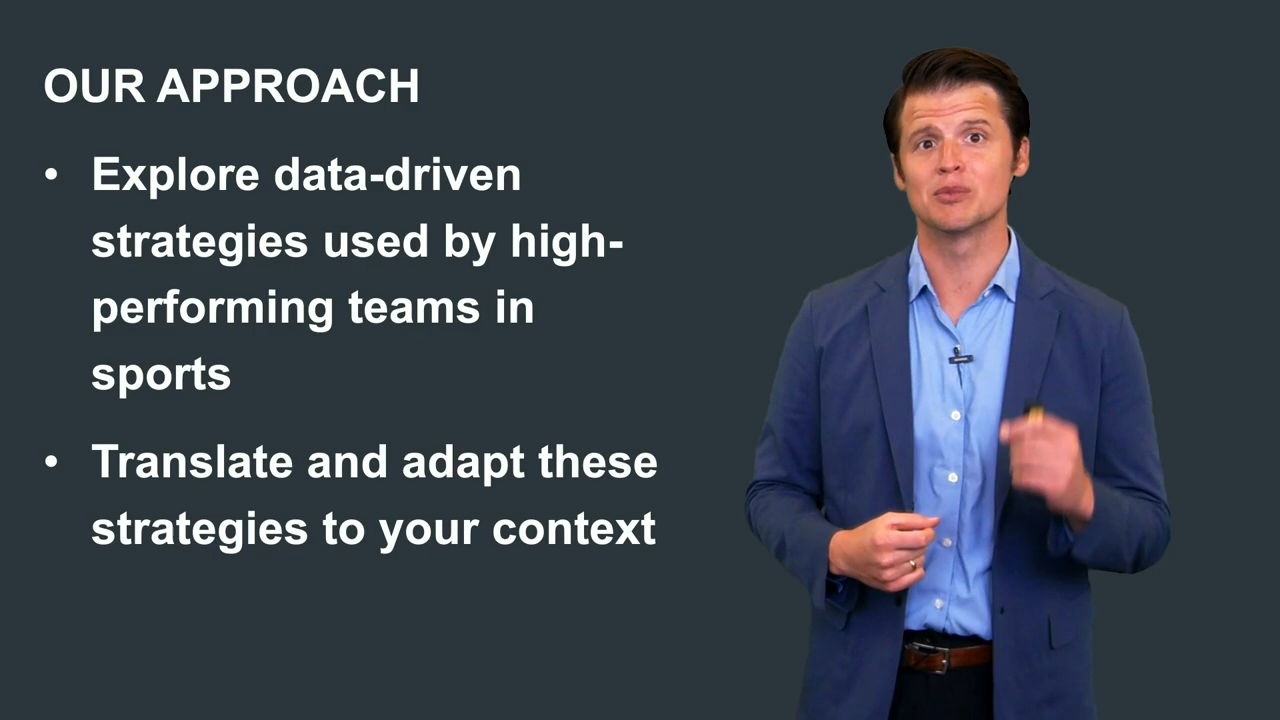 OUR APPROACH
• Explore data-driven
strategies used by high-
performing teams in
sports
• Translate and adapt these
strategies to your context